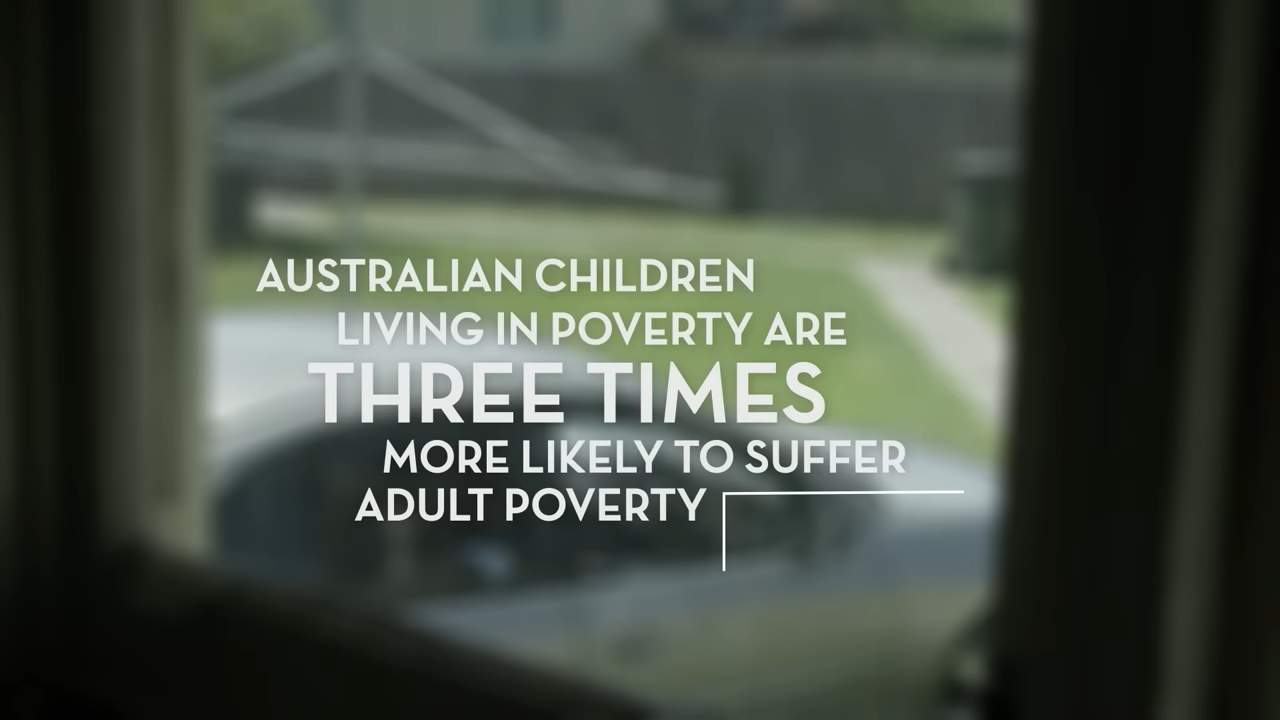 AUSTRALIAN CHILDREN
LIVING IN POVERTY ARE
THREE TIMES
MORE LIKELY TO SUFFER
ADULT POVERTY